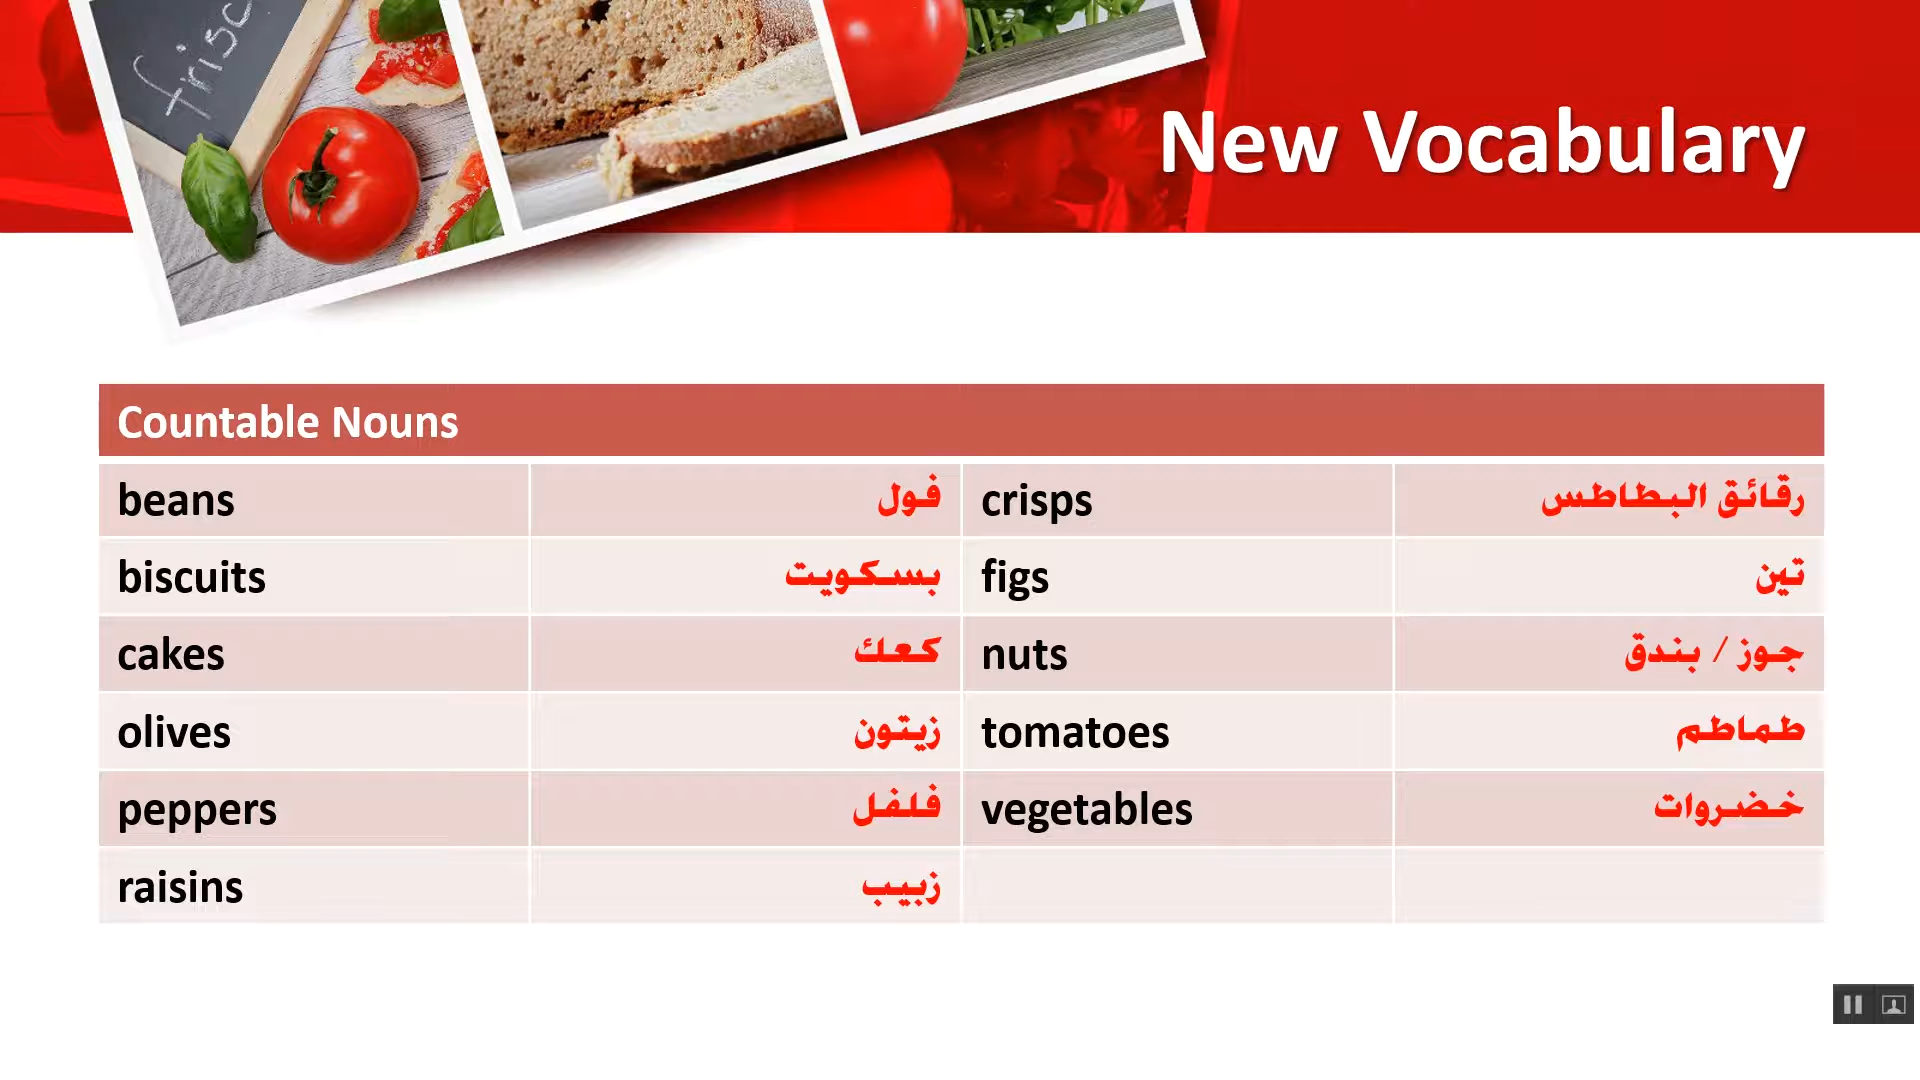 frisc
New Vocabulary
Countable Nouns
beans فول crisps رقائق البطاطس
biscuits بسكويت figs تين
cakes كعك nuts جوز / بندق
olives زيتون tomatoes طماطم
peppers فلفل vegetables خضروات
raisins زبيب